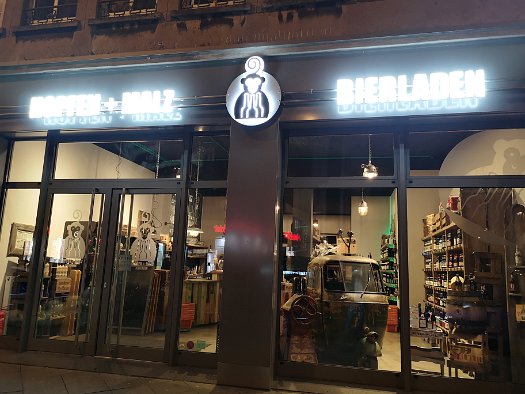 HOPFEN + MALZ
BIERLADEN